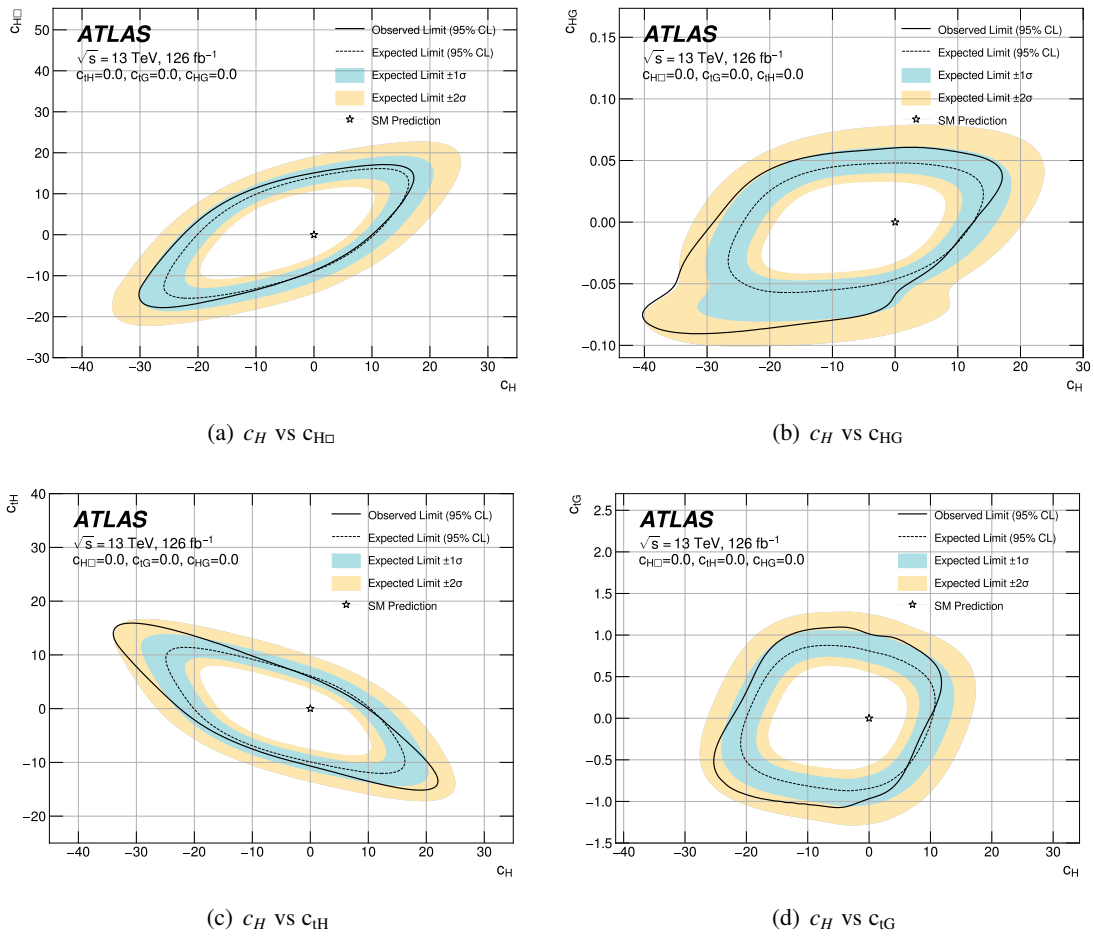 c_H□
50
40
30
20
10
0
−10
−20
−30
ATLAS
√s = 13 TeV, 126 fb⁻¹
c_tH=0.0, c_tG=0.0, c_HG=0.0
Observed Limit (95% CL)
Expected Limit (95% CL)
Expected Limit ±1σ
Expected Limit ±2σ
SM Prediction
−40 −30 −20 −10 0 10 20 30
c_H
(a) c_H vs c_H□
c_HG
0.15
0.10
0.05
0.00
−0.05
−0.10
ATLAS
√s = 13 TeV, 126 fb⁻¹
c_H□=0.0, c_tG=0.0, c_tH=0.0
Observed Limit (95% CL)
Expected Limit (95% CL)
Expected Limit ±1σ
Expected Limit ±2σ
SM Prediction
−40 −30 −20 −10 0 10 20 30
c_H
(b) c_H vs c_HG
c_tH
40
30
20
10
0
−10
−20
ATLAS
√s = 13 TeV, 126 fb⁻¹
c_H□=0.0, c_tG=0.0, c_HG=0.0
Observed Limit (95% CL)
Expected Limit (95% CL)
Expected Limit ±1σ
Expected Limit ±2σ
SM Prediction
−40 −30 −20 −10 0 10 20 30
c_H
(c) c_H vs c_tH
c_tG
2.5
2.0
1.5
1.0
0.5
0.0
−0.5
−1.0
−1.5
ATLAS
√s = 13 TeV, 126 fb⁻¹
c_H□=0.0, c_tH=0.0, c_HG=0.0
Observed Limit (95% CL)
Expected Limit (95% CL)
Expected Limit ±1σ
Expected Limit ±2σ
SM Prediction
−40 −30 −20 −10 0 10 20 30
c_H
(d) c_H vs c_tG